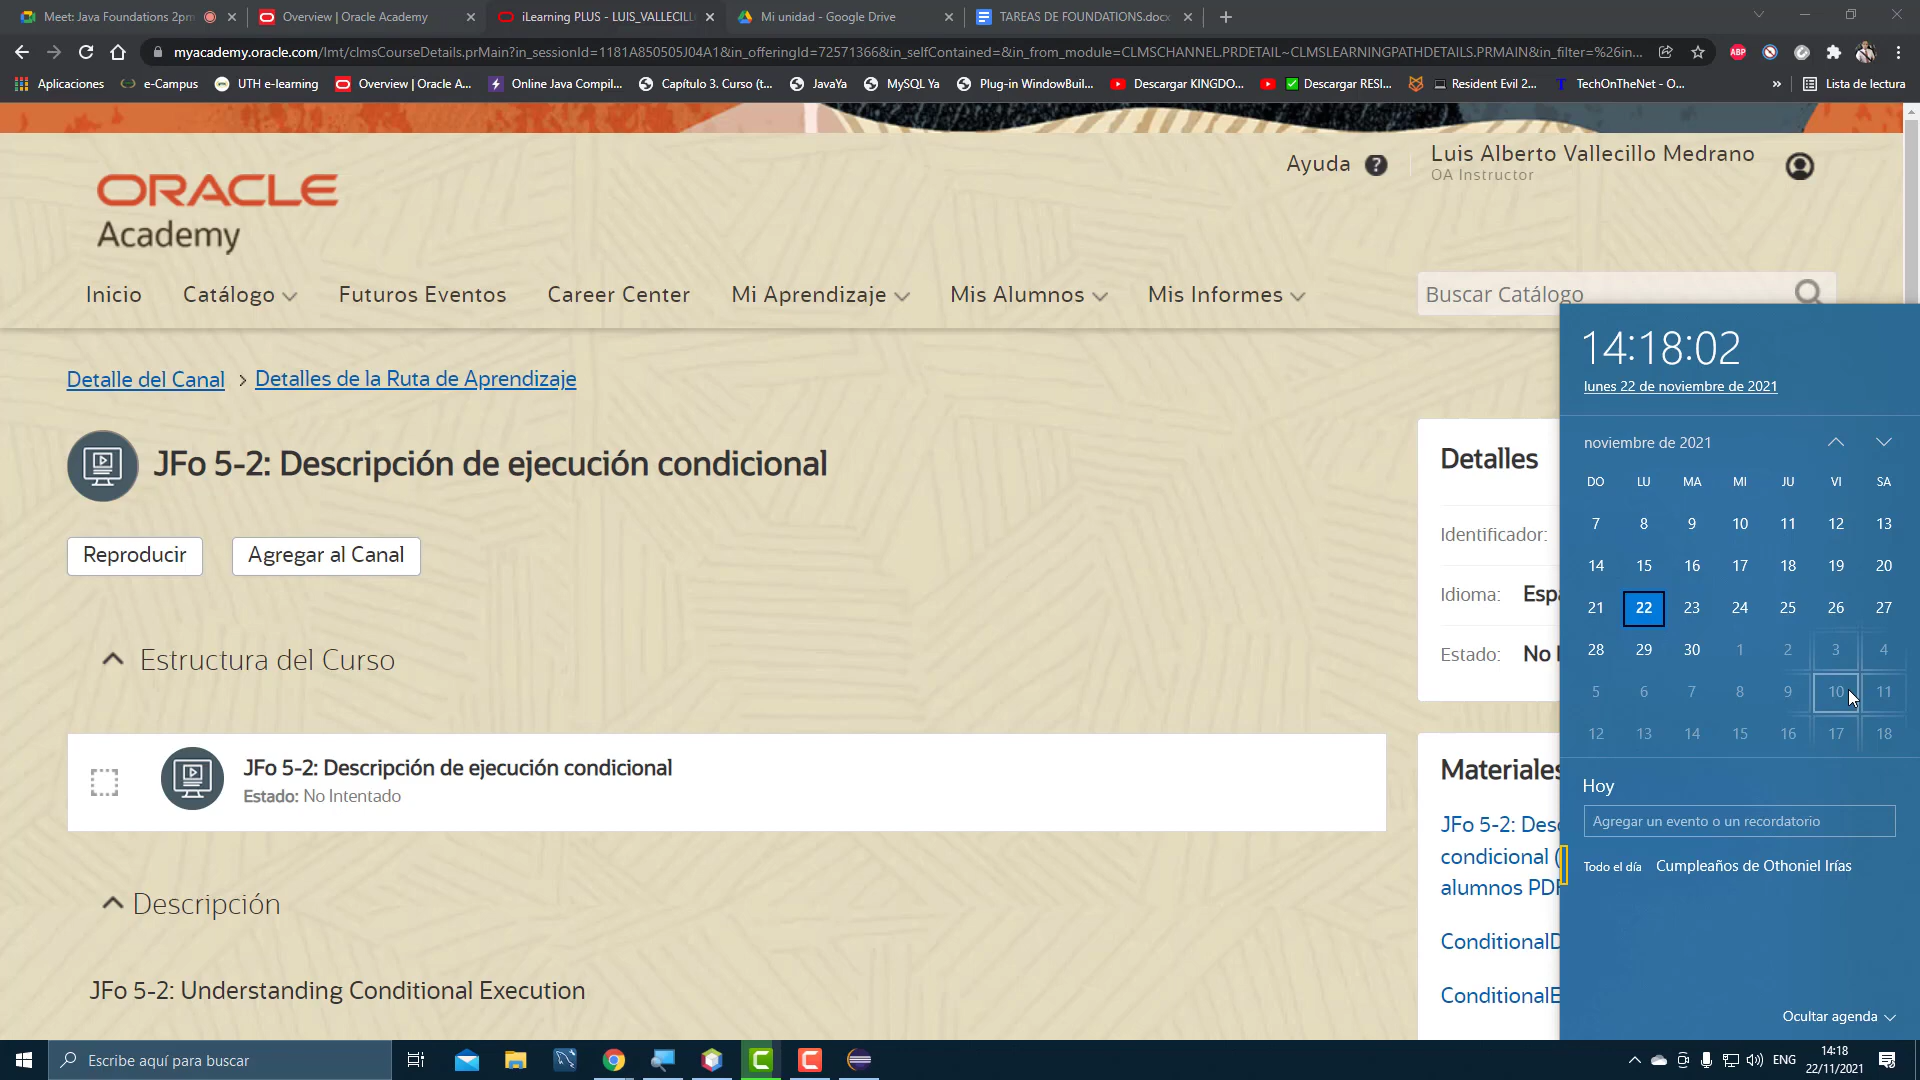 Meet: Java Foundations 2pm
Overview | Oracle Academy
iLearning PLUS - LUIS_VALLECILL
Mi unidad - Google Drive
TAREAS DE FOUNDATIONS.docx
myacademy.oracle.com/lmt/clmsCourseDetails.prMain?in_sessionId=1181A850505J04A1&in_offeringId=72571366&in_selfContained=&in_from_module=CLMSCHANNEL.PRDETAIL~CLMSLEARNINGPATHDETAILS.PRMAIN&in_filter=%26in...
Aplicaciones
e-Campus
UTH e-learning
Overview | Oracle A...
Online Java Compil...
Capítulo 3. Curso (t...
JavaYa
MySQL Ya
Plug-in WindowBuil...
Descargar KINGDO...
Descargar RESI...
Resident Evil 2...
TechOnTheNet - O...
»
Lista de lectura
Ayuda ?
Luis Alberto Vallecillo Medrano
OA Instructor
ORACLE
Academy
Inicio
Catálogo
Futuros Eventos
Career Center
Mi Aprendizaje
Mis Alumnos
Mis Informes
Buscar Catálogo
Detalle del Canal > Detalles de la Ruta de Aprendizaje
JFo 5-2: Descripción de ejecución condicional
Reproducir
Agregar al Canal
Estructura del Curso
JFo 5-2: Descripción de ejecución condicional
Estado: No Intentado
Descripción
JFo 5-2: Understanding Conditional Execution
Detalles
Identificador:
Idioma: Espa
Estado: No I
Materiales
JFo 5-2: Desc
condicional (
alumnos PDF
ConditionalD
ConditionalE
14:18:02
lunes 22 de noviembre de 2021
noviembre de 2021
DO LU MA MI JU VI SA
7 8 9 10 11 12 13
14 15 16 17 18 19 20
21 22 23 24 25 26 27
28 29 30 1 2 3 4
5 6 7 8 9 10 11
12 13 14 15 16 17 18
Hoy
Agregar un evento o un recordatorio
Todo el día Cumpleaños de Othoniel Irías
Ocultar agenda
Escribe aquí para buscar
ENG
14:18
22/11/2021